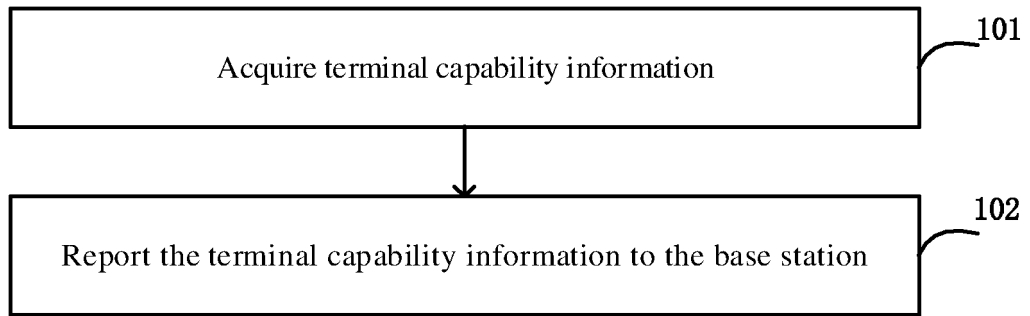 101
Acquire terminal capability information
102
Report the terminal capability information to the base station